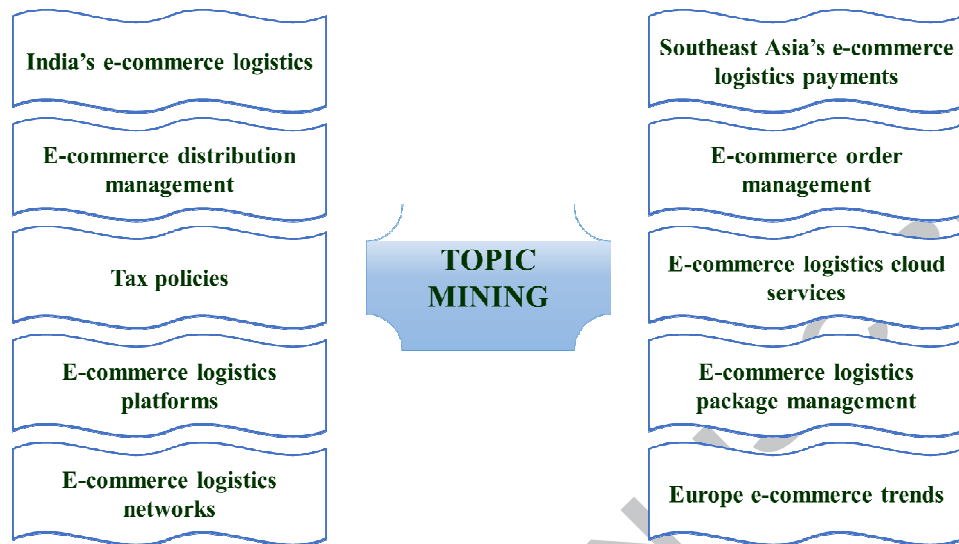 India's e-commerce logistics
E-commerce distribution
management
Tax policies
E-commerce logistics
platforms
E-commerce logistics
networks
TOPIC
MINING
Southeast Asia's e-commerce
logistics payments
E-commerce order
management
E-commerce logistics cloud
services
E-commerce logistics
package management
Europe e-commerce trends